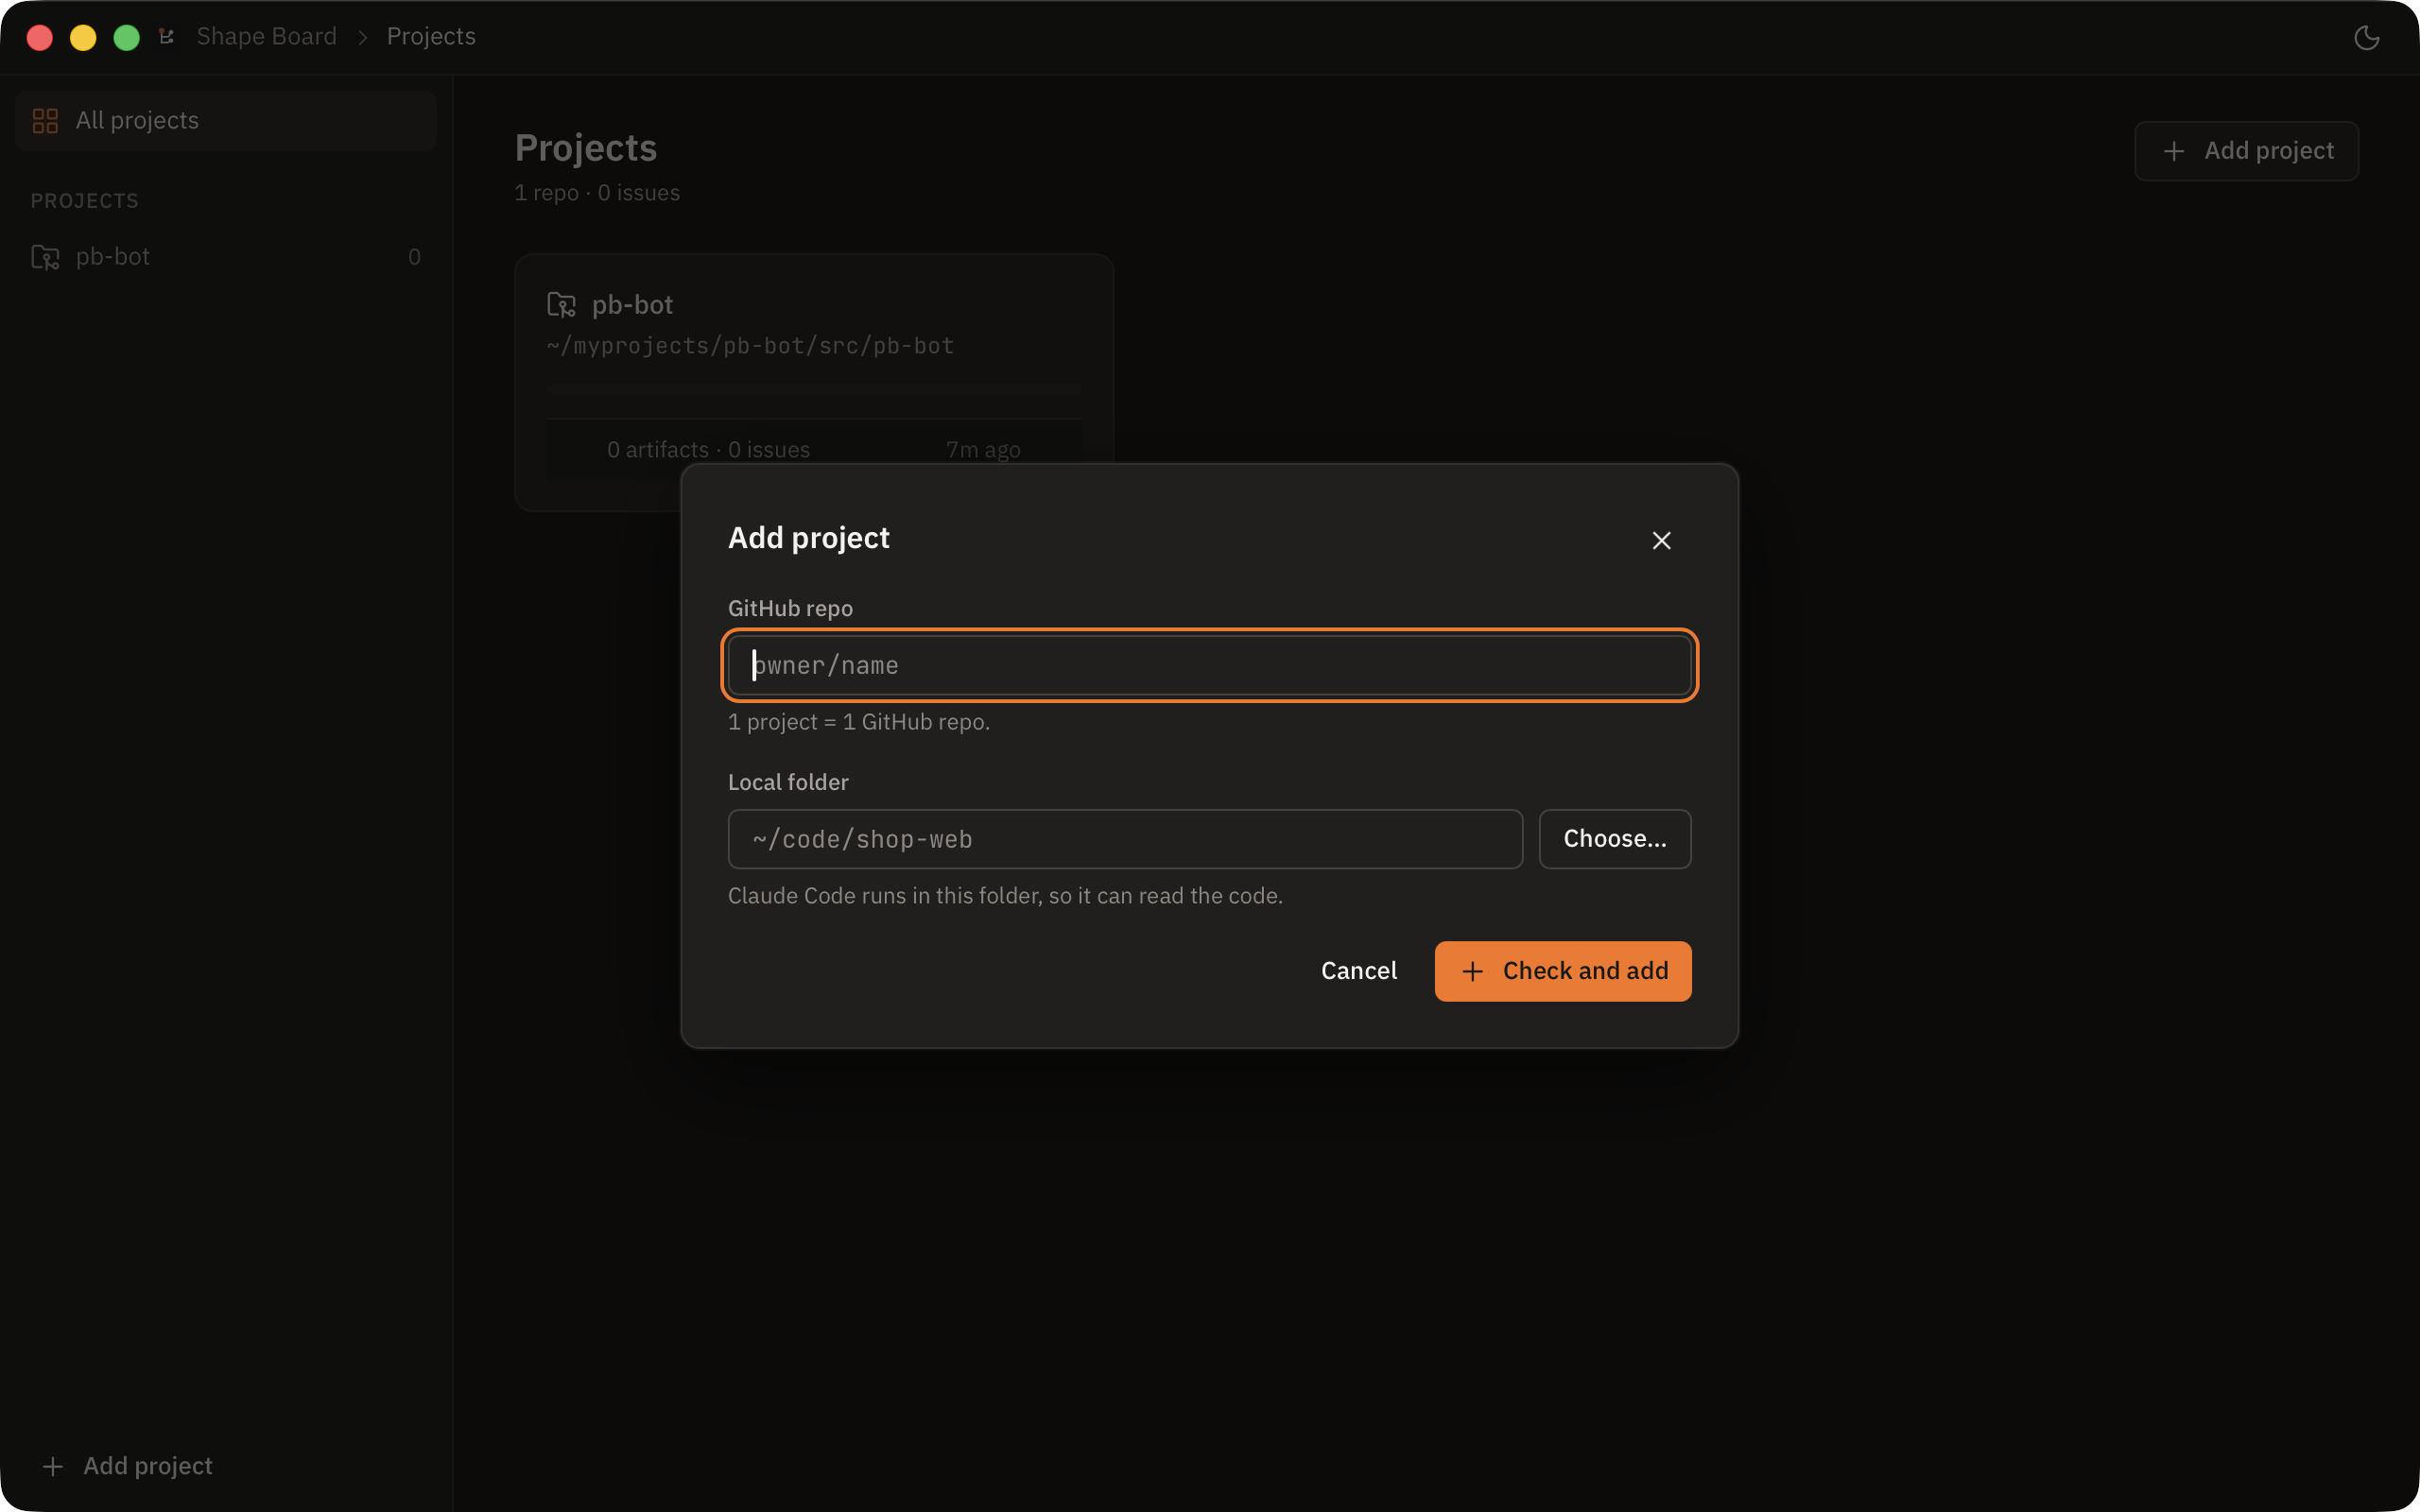 Shape Board > Projects
All projects
PROJECTS
pb-bot 0
Add project
Projects
1 repo · 0 issues
Add project
pb-bot
~/myprojects/pb-bot/src/pb-bot
0 artifacts · 0 issues 7m ago
Add project
GitHub repo
owner/name
1 project = 1 GitHub repo.
Local folder
~/code/shop-web
Choose...
Claude Code runs in this folder, so it can read the code.
Cancel
Check and add